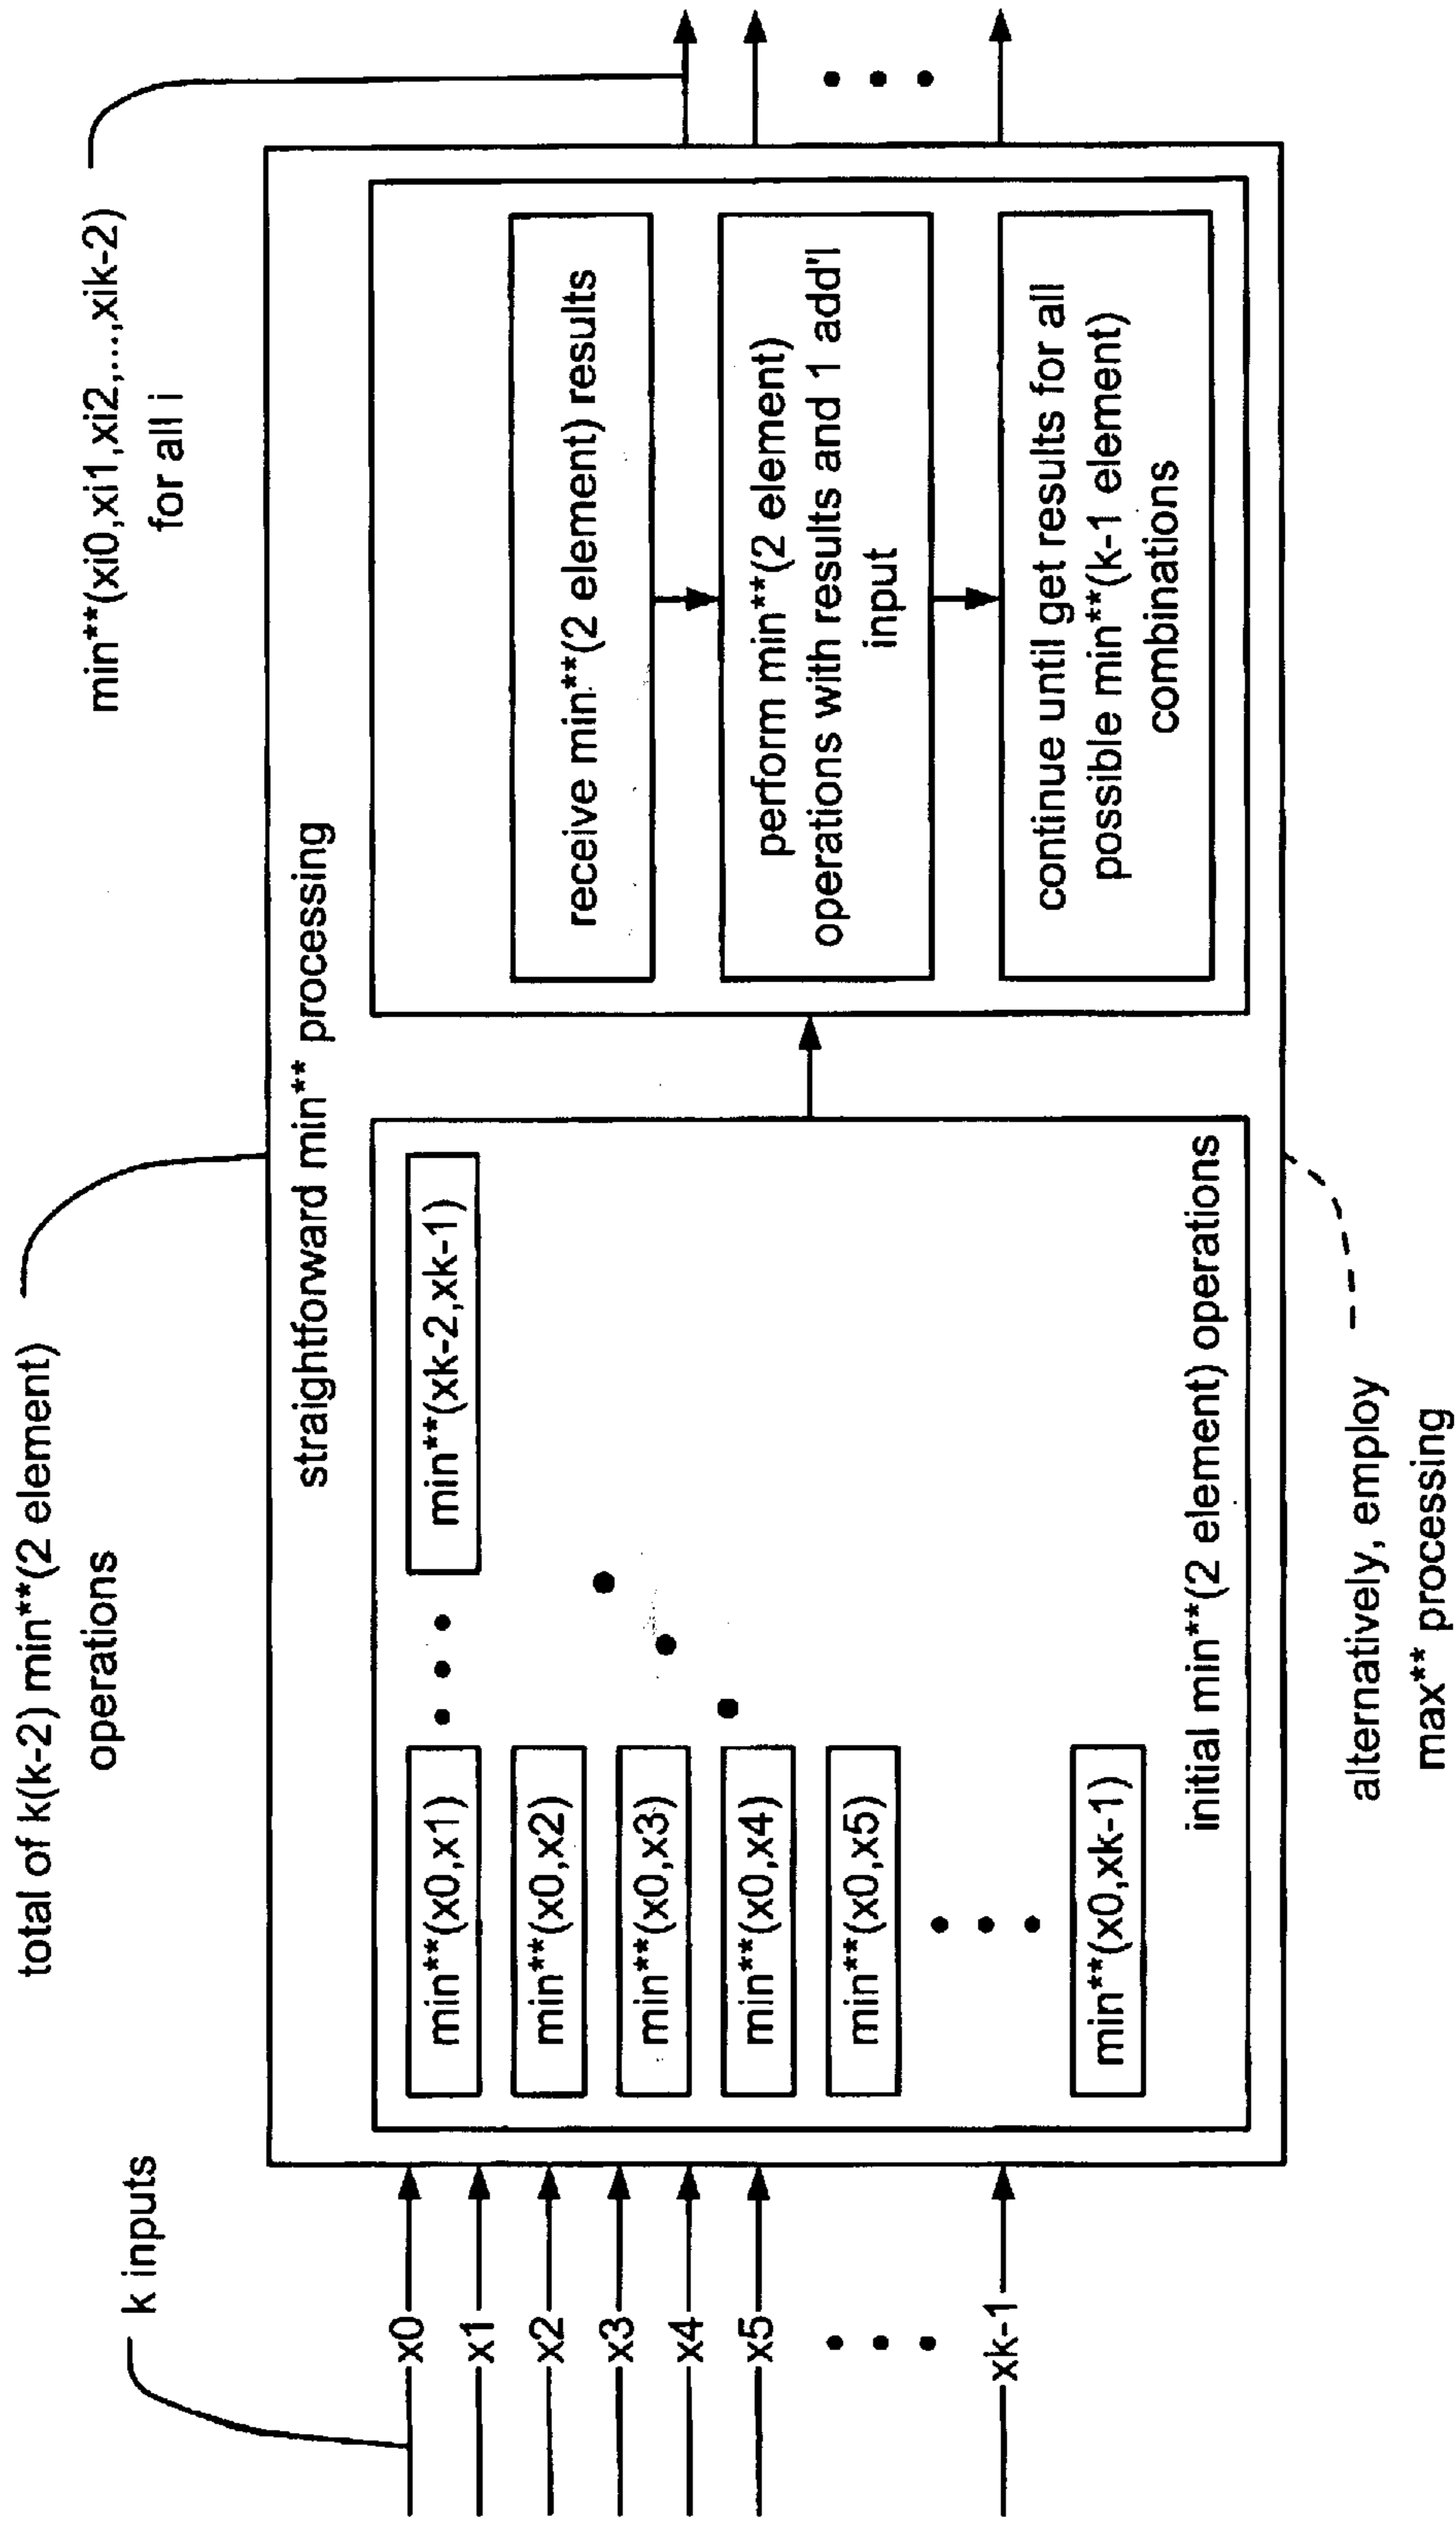 total of k(k-2) min**(2 element)
operations
min**(xi0,xi1,xi2,...,xik-2)
for all i
k inputs
straightforward min** processing
x0
x1
x2
x3
x4
x5
xk-1
min**(x0,x1)
min**(xk-2,xk-1)
min**(x0,x2)
min**(x0,x3)
min**(x0,x4)
min**(x0,x5)
min**(x0,xk-1)
initial min**(2 element) operations
receive min**(2 element) results
perform min**(2 element)
operations with results and 1 add'l
input
continue until get results for all
possible min**(k-1 element)
combinations
alternatively, employ
max** processing